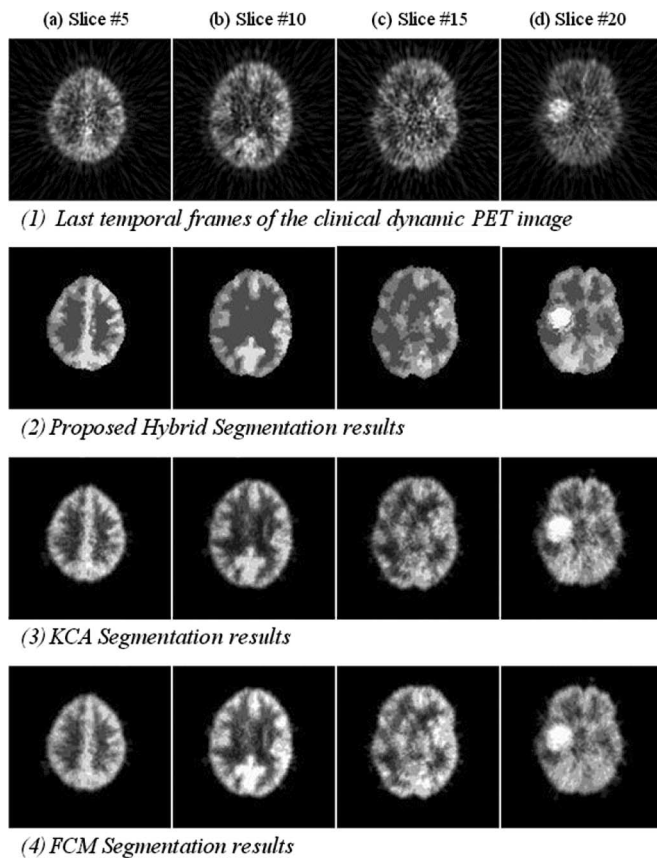 (a) Slice #5 (b) Slice #10 (c) Slice #15 (d) Slice #20
(1) Last temporal frames of the clinical dynamic PET image
(2) Proposed Hybrid Segmentation results
(3) KCA Segmentation results
(4) FCM Segmentation results